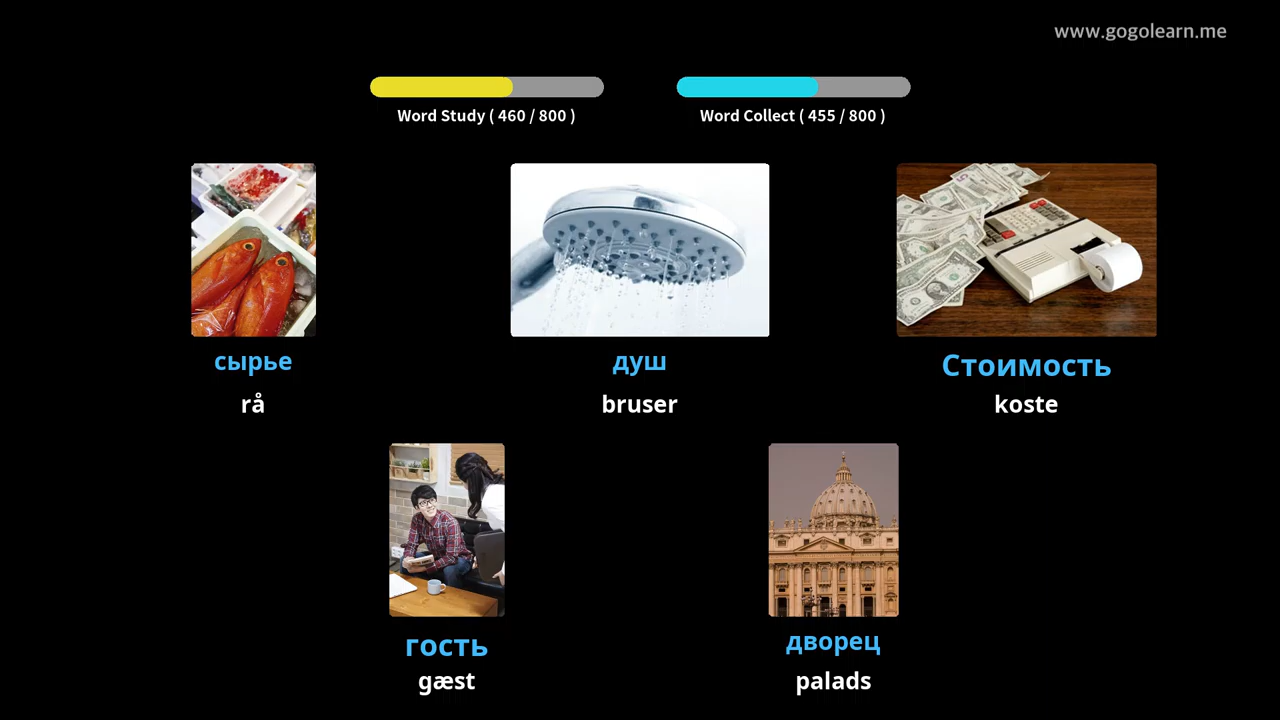 www.gogolearn.me
Word Study ( 460 / 800 )
Word Collect ( 455 / 800 )
сырье
rå
душ
bruser
Стоимость
koste
гость
gæst
дворец
palads